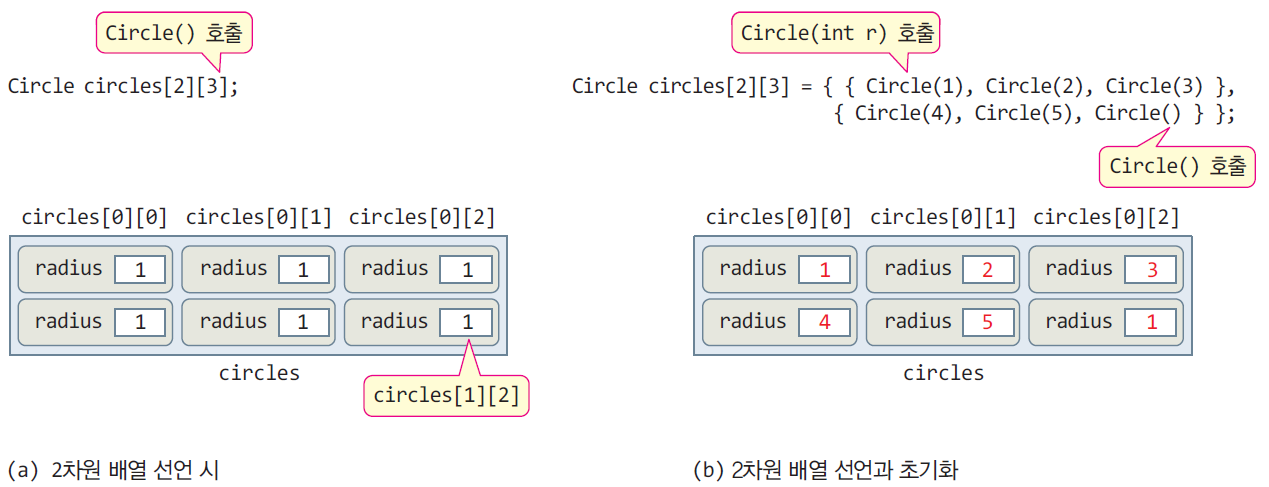 Circle() 호출
Circle circles[2][3];
circles[0][0] circles[0][1] circles[0][2]
radius 1 radius 1 radius 1
radius 1 radius 1 radius 1
circles
circles[1][2]
(a) 2차원 배열 선언 시
Circle(int r) 호출
Circle circles[2][3] = { { Circle(1), Circle(2), Circle(3) },
{ Circle(4), Circle(5), Circle() } };
Circle() 호출
circles[0][0] circles[0][1] circles[0][2]
radius 1 radius 2 radius 3
radius 4 radius 5 radius 1
circles
(b) 2차원 배열 선언과 초기화